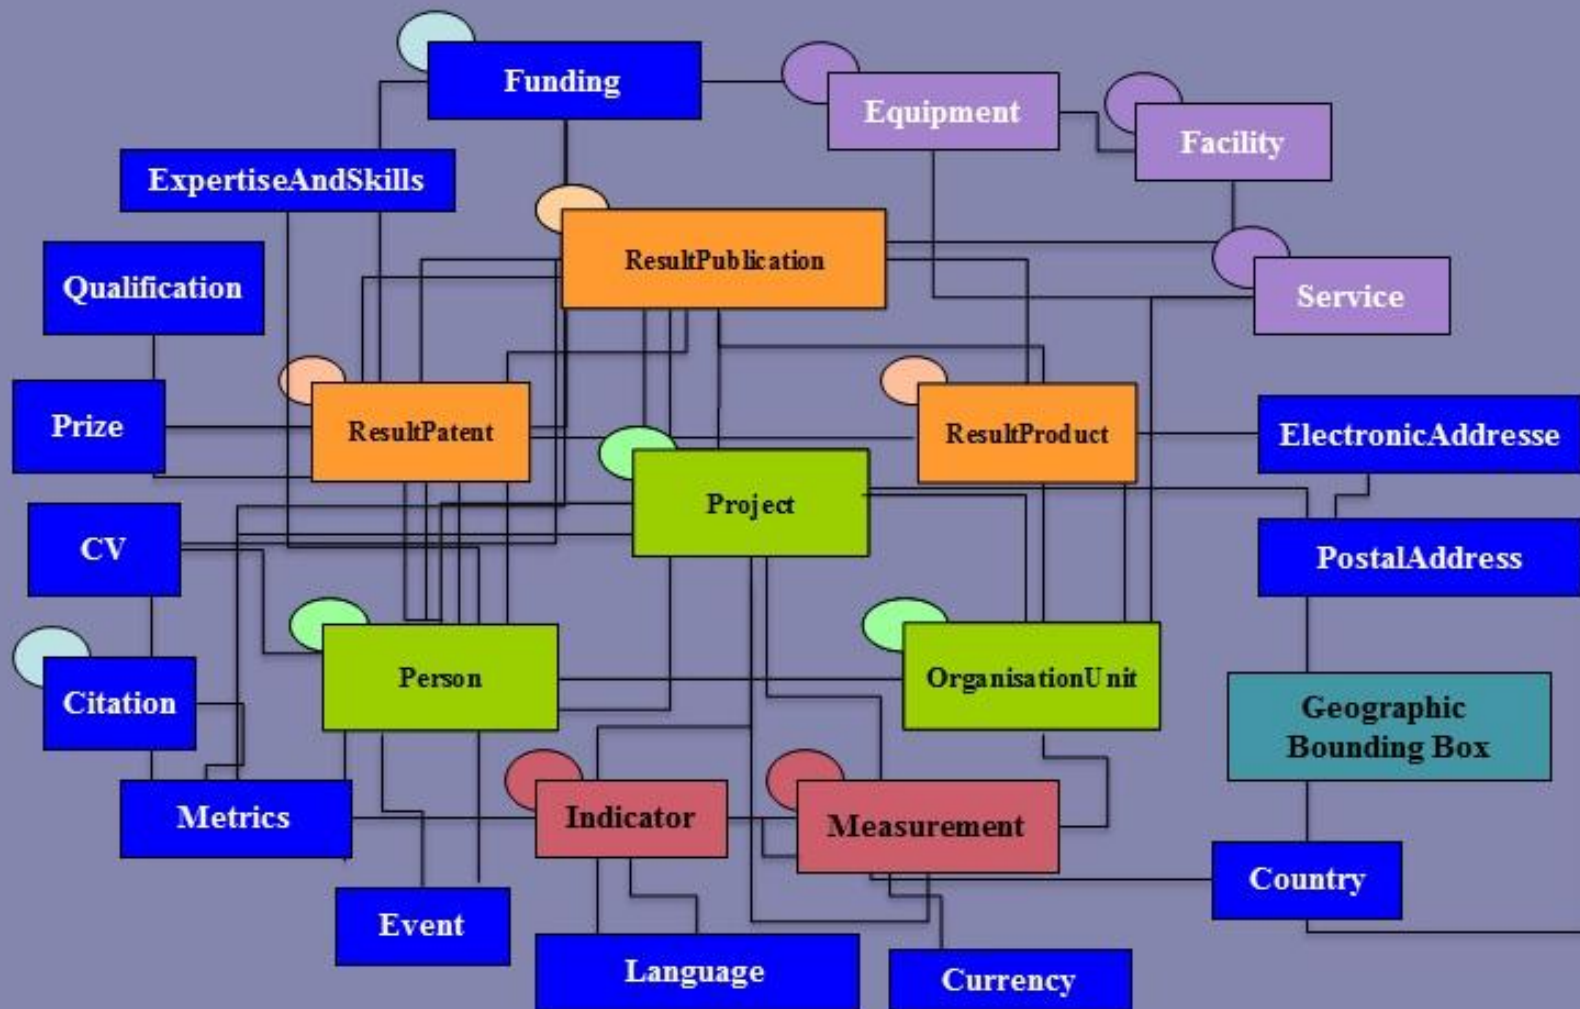 Funding
Equipment
Facility
ExpertiseAndSkills
ResultPublication
Qualification
Service
Prize
ResultPatent
ResultProduct
ElectronicAddresse
Project
CV
PostalAddress
Person
OrganisationUnit
Citation
Geographic
Bounding Box
Metrics
Indicator
Measurement
Country
Event
Language
Currency